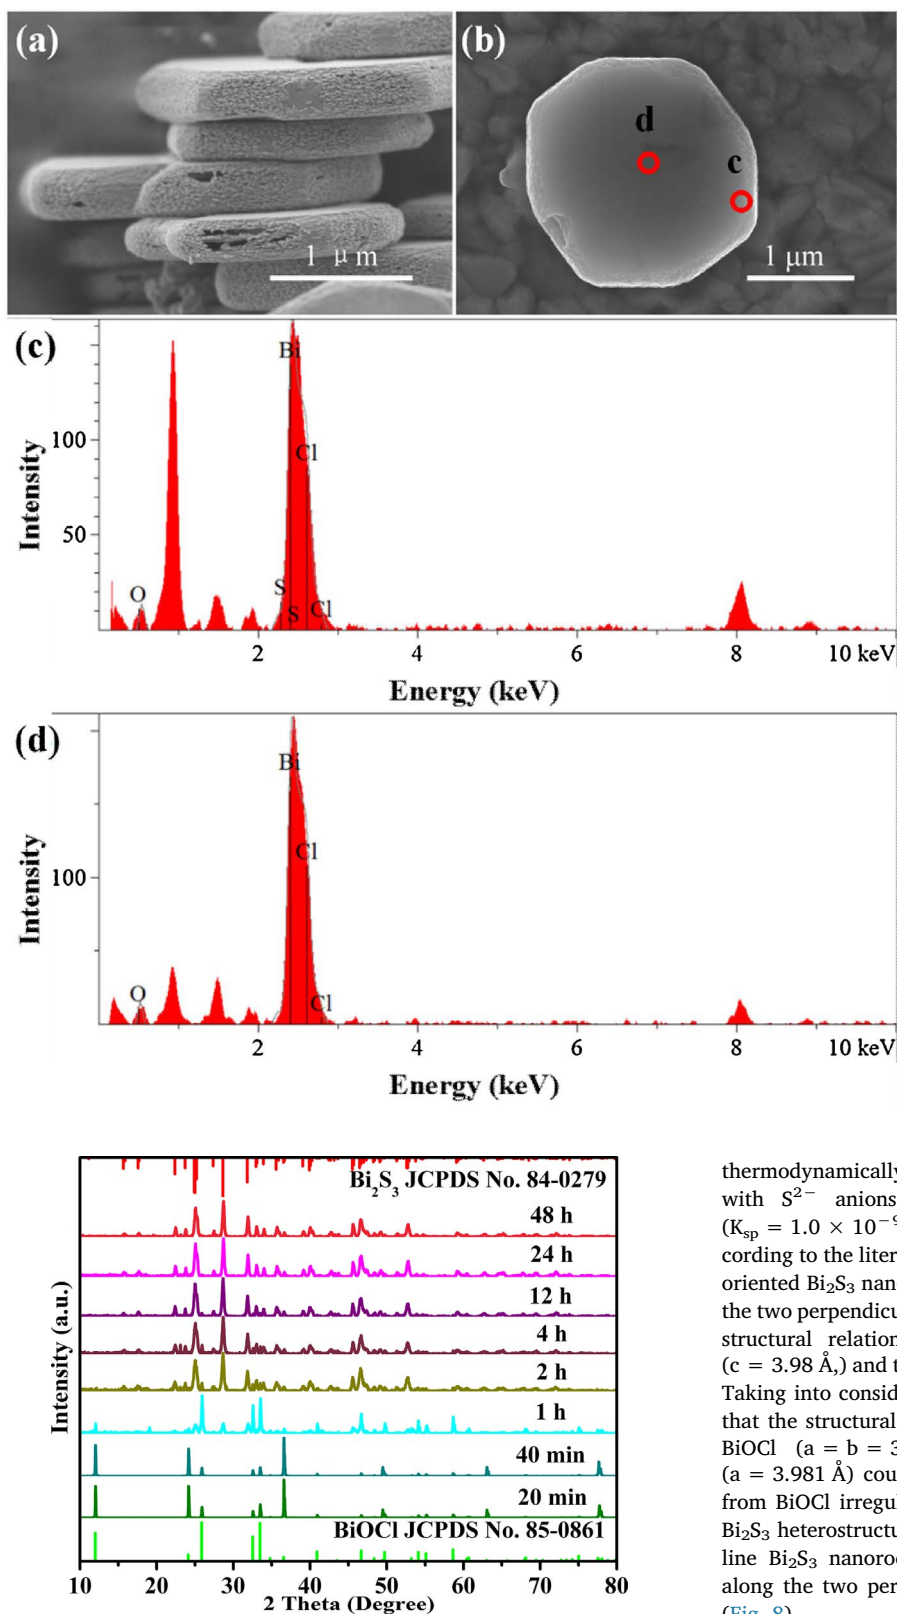 (a)
1 μm
(b)
d
c
1 μm
(c)
Intensity
100
50
O
Bi
Cl
S
S
Cl
2 4 6 8 10 keV
Energy (keV)
(d)
Intensity
100
O
Bi
Cl
Cl
2 4 6 8 10 keV
Energy (keV)
Intensity (a.u.)
Bi₂S₃ JCPDS No. 84-0279
48 h
24 h
12 h
4 h
2 h
1 h
40 min
20 min
BiOCl JCPDS No. 85-0861
10 20 30 40 50 60 70 80
2 Theta (Degree)
thermodynamically
with S²⁻ anions
(Ksp = 1.0 × 10⁻⁹
cording to the liter
oriented Bi₂S₃ nan
the two perpendicu
structural relation
(c = 3.98 Å,) and t
Taking into consid
that the structural
BiOCl (a = b = 3
(a = 3.981 Å) cou
from BiOCl irregul
Bi₂S₃ heterostructu
line Bi₂S₃ nanoro
along the two per
(Fig. 8)